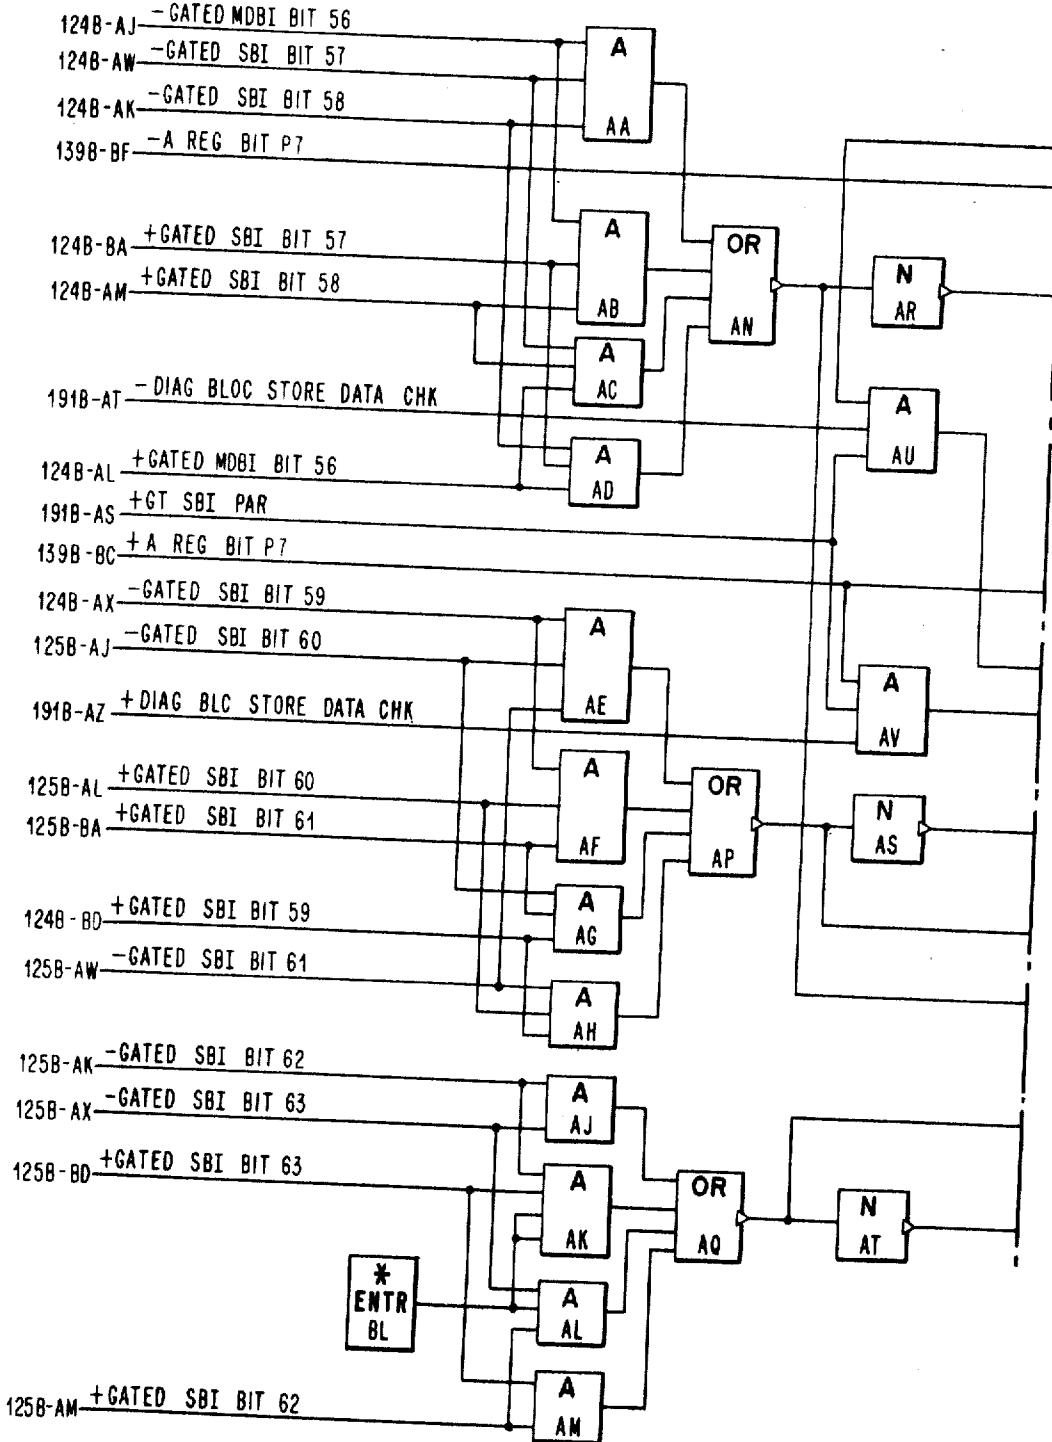 124B-AJ -GATED MDBI BIT 56
124B-AW -GATED SBI BIT 57
124B-AK -GATED SBI BIT 58
139B-BF -A REG BIT P7
A
AA
124B-BA +GATED SBI BIT 57
124B-AM +GATED SBI BIT 58
A
AB
OR
AN
N
AR
A
AC
191B-AT -DIAG BLOC STORE DATA CHK
A
AU
124B-AL +GATED MDBI BIT 56
A
AD
191B-AS +GT SBI PAR
139B-BC +A REG BIT P7
124B-AX -GATED SBI BIT 59
125B-AJ -GATED SBI BIT 60
A
AE
191B-AZ +DIAG BLC STORE DATA CHK
A
AV
125B-AL +GATED SBI BIT 60
125B-BA +GATED SBI BIT 61
A
AF
OR
AP
N
AS
124B-BD +GATED SBI BIT 59
A
AG
125B-AW -GATED SBI BIT 61
A
AH
125B-AK -GATED SBI BIT 62
125B-AX -GATED SBI BIT 63
A
AJ
125B-BD +GATED SBI BIT 63
A
AK
OR
AQ
N
AT
*
ENTR
BL
A
AL
125B-AM +GATED SBI BIT 62
A
AM